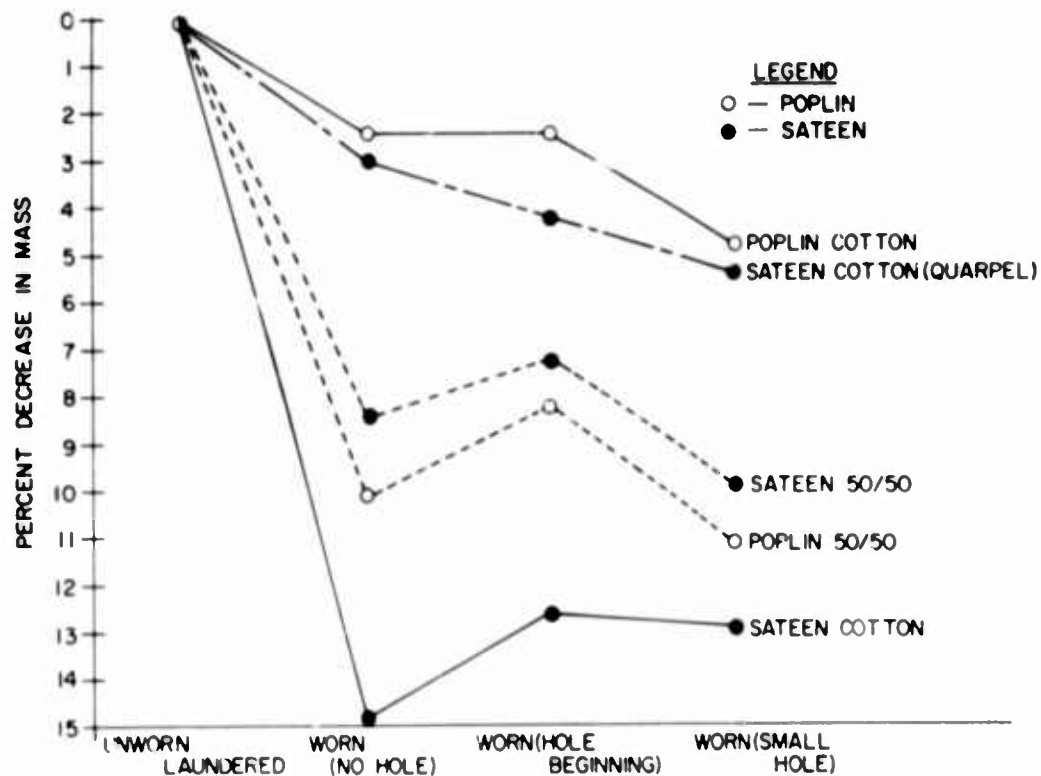 PERCENT DECREASE IN MASS
0
1
2
3
4
5
6
7
8
9
10
11
12
13
14
15
LEGEND
○ — POPLIN
● — SATEEN
POPLIN COTTON
SATEEN COTTON (QUARPEL)
SATEEN 50/50
POPLIN 50/50
SATEEN COTTON
UNWORN
LAUNDERED
WORN
(NO HOLE)
WORN(HOLE
BEGINNING)
WORN(SMALL
HOLE)